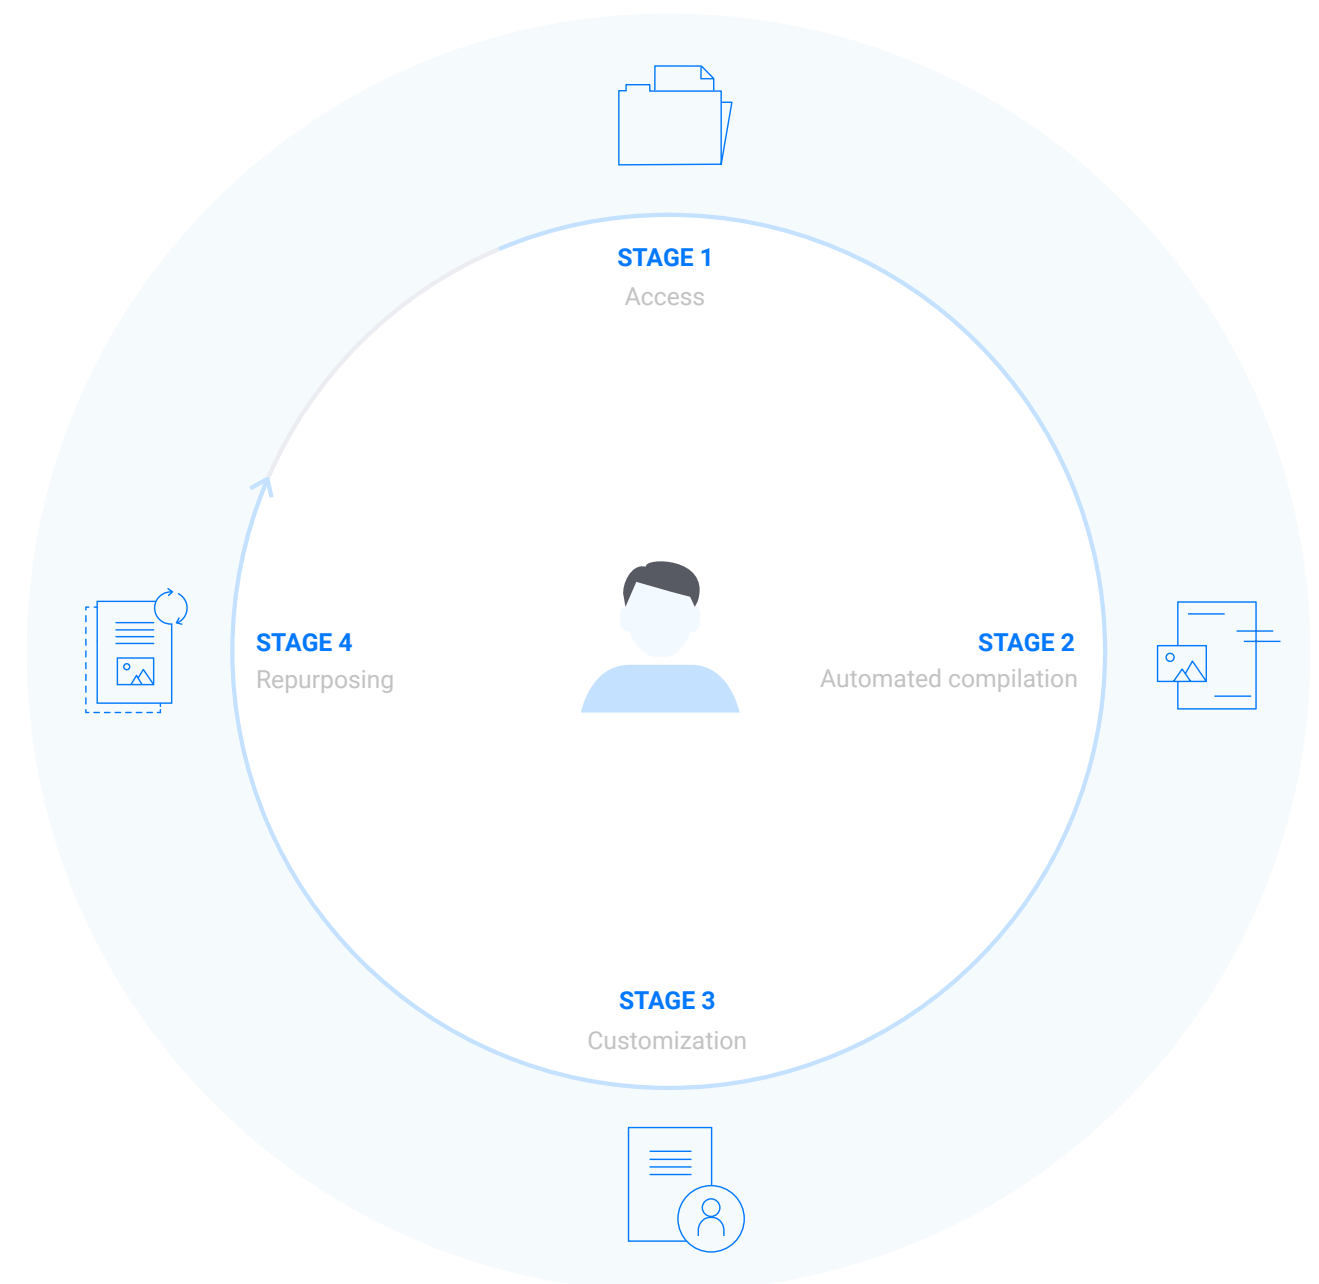 STAGE 1
Access
STAGE 2
Automated compilation
STAGE 3
Customization
STAGE 4
Repurposing